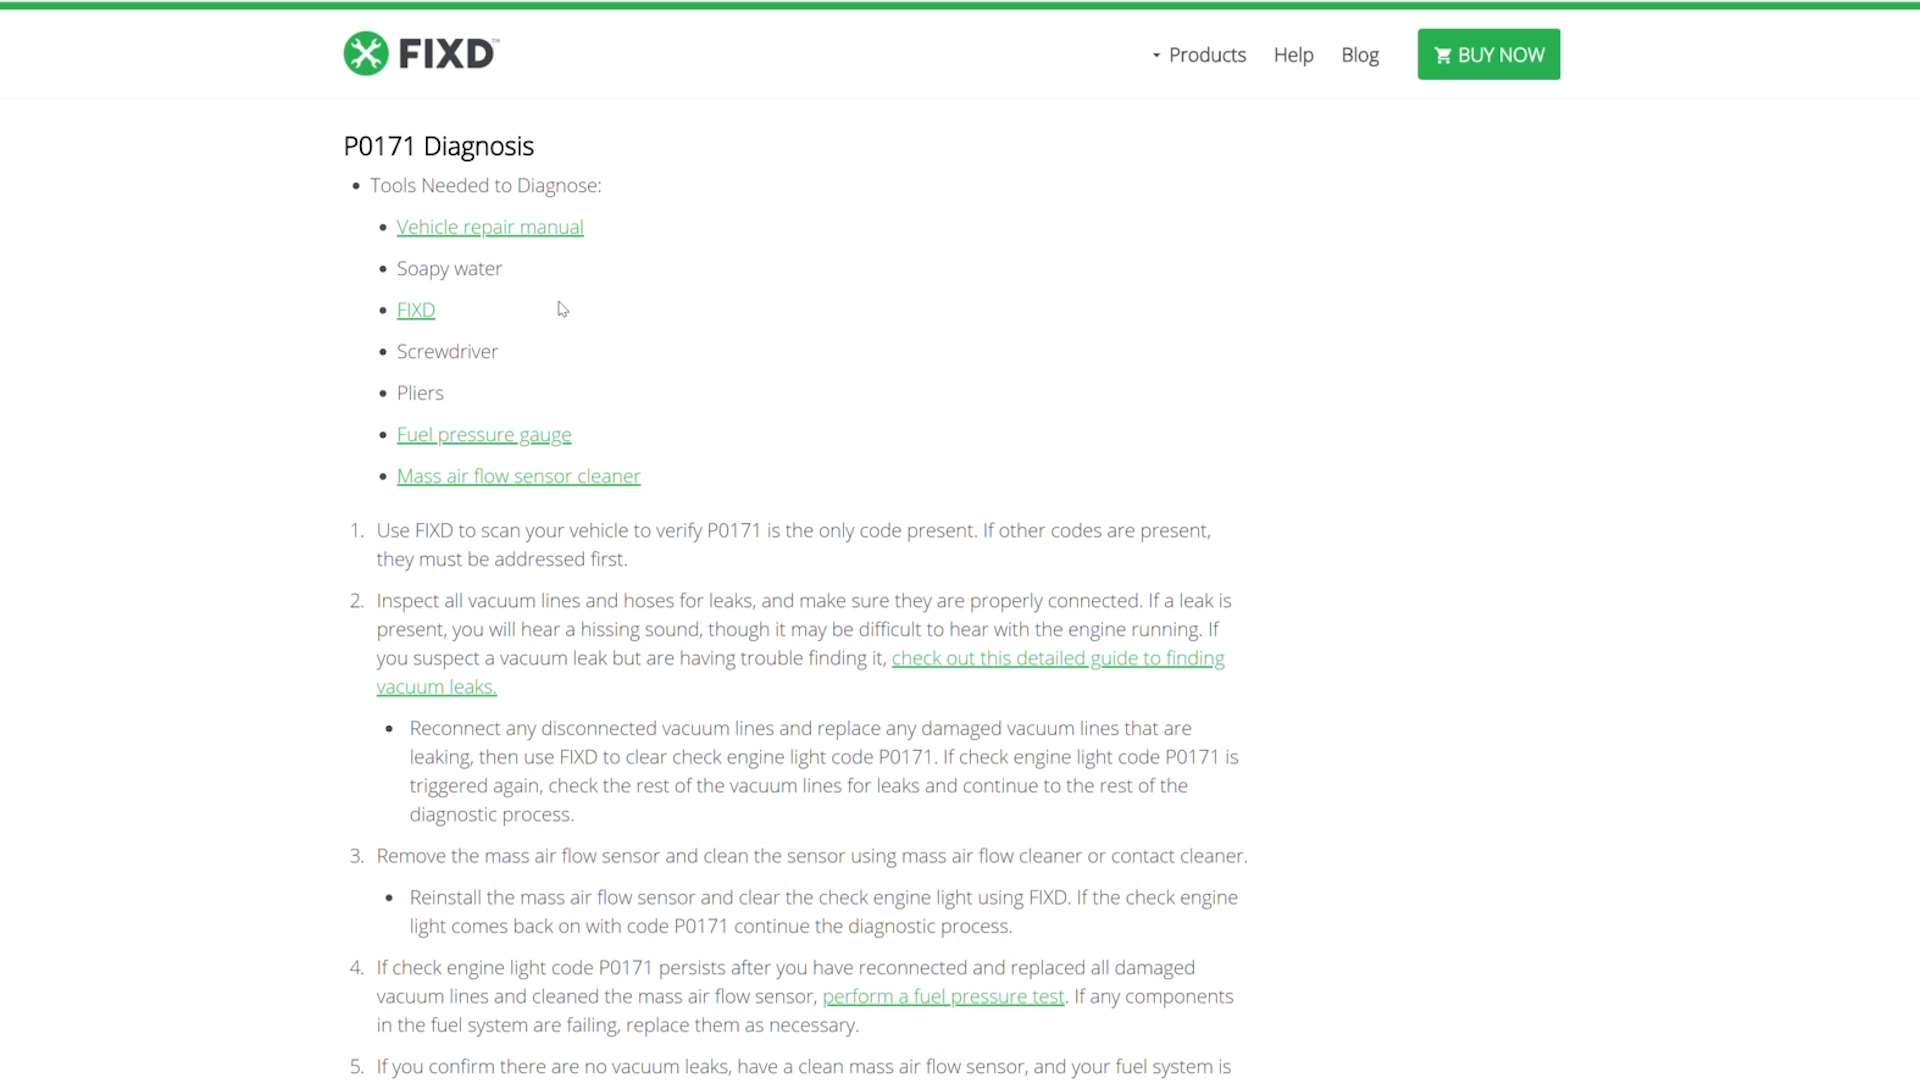 FIXD™
Products Help Blog BUY NOW
P0171 Diagnosis
Tools Needed to Diagnose:
Vehicle repair manual
Soapy water
FIXD
Screwdriver
Pliers
Fuel pressure gauge
Mass air flow sensor cleaner
1. Use FIXD to scan your vehicle to verify P0171 is the only code present. If other codes are present,
they must be addressed first.
2. Inspect all vacuum lines and hoses for leaks, and make sure they are properly connected. If a leak is
present, you will hear a hissing sound, though it may be difficult to hear with the engine running. If
you suspect a vacuum leak but are having trouble finding it, check out this detailed guide to finding
vacuum leaks.
Reconnect any disconnected vacuum lines and replace any damaged vacuum lines that are
leaking, then use FIXD to clear check engine light code P0171. If check engine light code P0171 is
triggered again, check the rest of the vacuum lines for leaks and continue to the rest of the
diagnostic process.
3. Remove the mass air flow sensor and clean the sensor using mass air flow cleaner or contact cleaner.
Reinstall the mass air flow sensor and clear the check engine light using FIXD. If the check engine
light comes back on with code P0171 continue the diagnostic process.
4. If check engine light code P0171 persists after you have reconnected and replaced all damaged
vacuum lines and cleaned the mass air flow sensor, perform a fuel pressure test. If any components
in the fuel system are failing, replace them as necessary.
5. If you confirm there are no vacuum leaks, have a clean mass air flow sensor, and your fuel system is